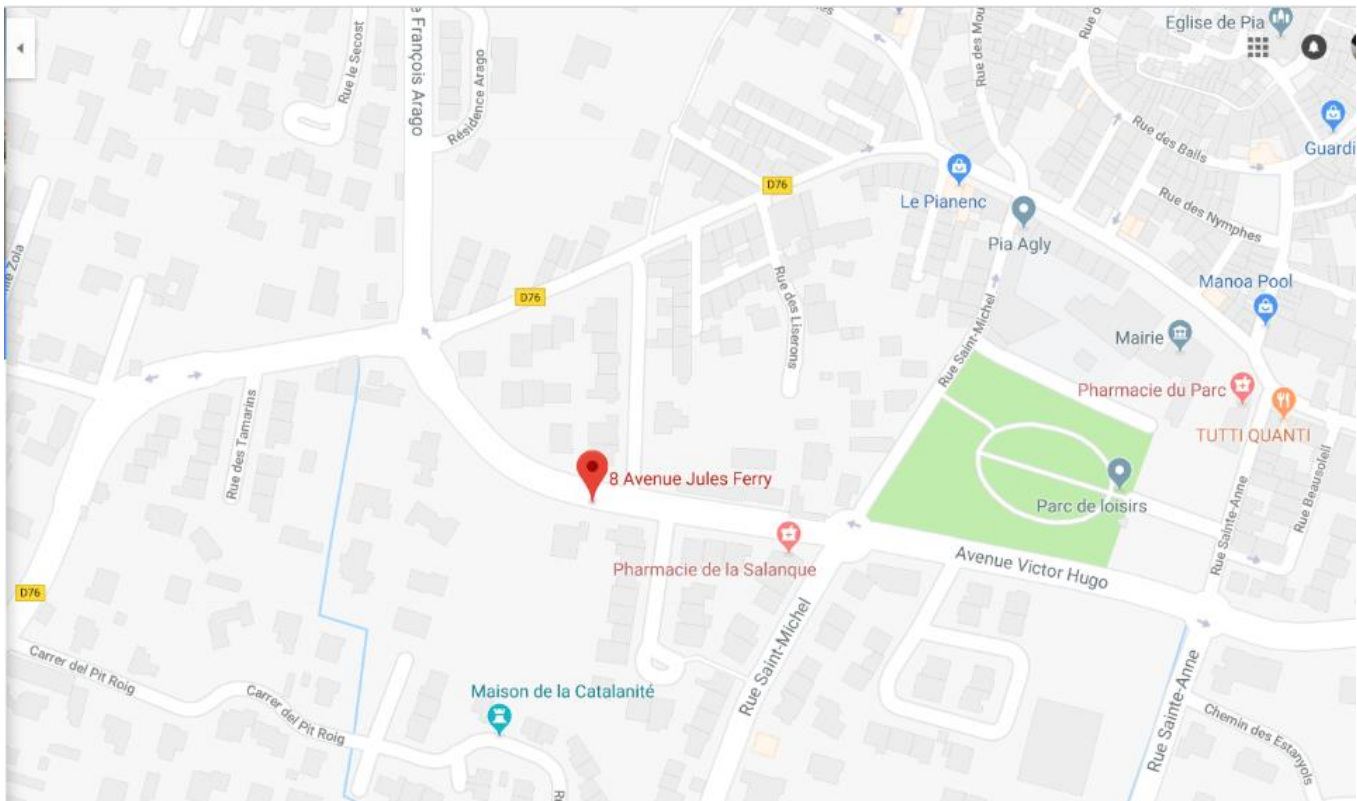 Eglise de Pia
Rue le Secost
e François Arago
Résidence Arago
Rue des Mou
Rue o
Rue des Bails
Guardi
D76
Le Pianenc
Rue des Nymphes
Pia Agly
Manoa Pool
Rue des Liserons
D76
Mairie
Rue Saint-Michel
Pharmacie du Parc
TUTTI QUANTI
Rue des Tamarins
8 Avenue Jules Ferry
Parc de loisirs
Rue Sainte-Anne
Rue Beausoleil
Avenue Victor Hugo
Pharmacie de la Salanque
D76
Rue Saint-Michel
Carrer del Pit Roig
Carrer del Pit Roig
Maison de la Catalanité
Rue Sainte-Anne
Chemin des Estanyols